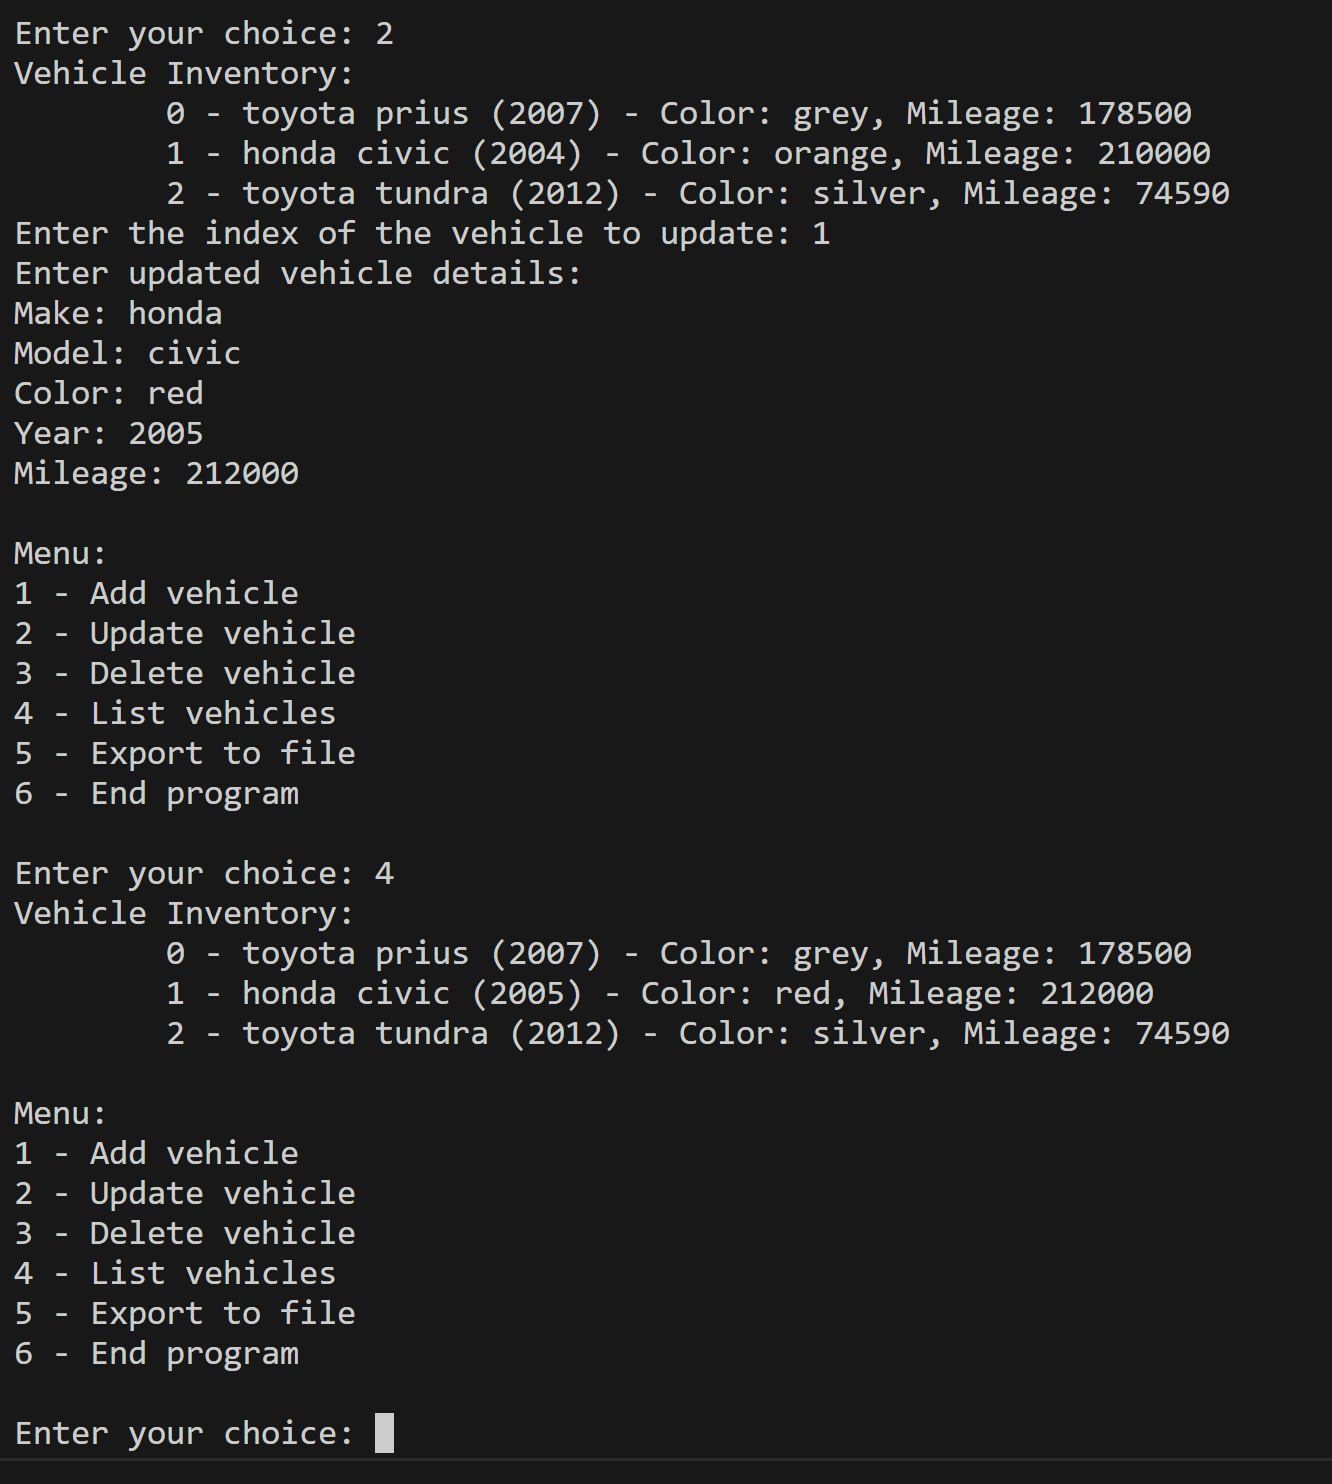 Enter your choice: 2
Vehicle Inventory:
        0 - toyota prius (2007) - Color: grey, Mileage: 178500
        1 - honda civic (2004) - Color: orange, Mileage: 210000
        2 - toyota tundra (2012) - Color: silver, Mileage: 74590
Enter the index of the vehicle to update: 1
Enter updated vehicle details:
Make: honda
Model: civic
Color: red
Year: 2005
Mileage: 212000

Menu:
1 - Add vehicle
2 - Update vehicle
3 - Delete vehicle
4 - List vehicles
5 - Export to file
6 - End program

Enter your choice: 4
Vehicle Inventory:
        0 - toyota prius (2007) - Color: grey, Mileage: 178500
        1 - honda civic (2005) - Color: red, Mileage: 212000
        2 - toyota tundra (2012) - Color: silver, Mileage: 74590

Menu:
1 - Add vehicle
2 - Update vehicle
3 - Delete vehicle
4 - List vehicles
5 - Export to file
6 - End program

Enter your choice: